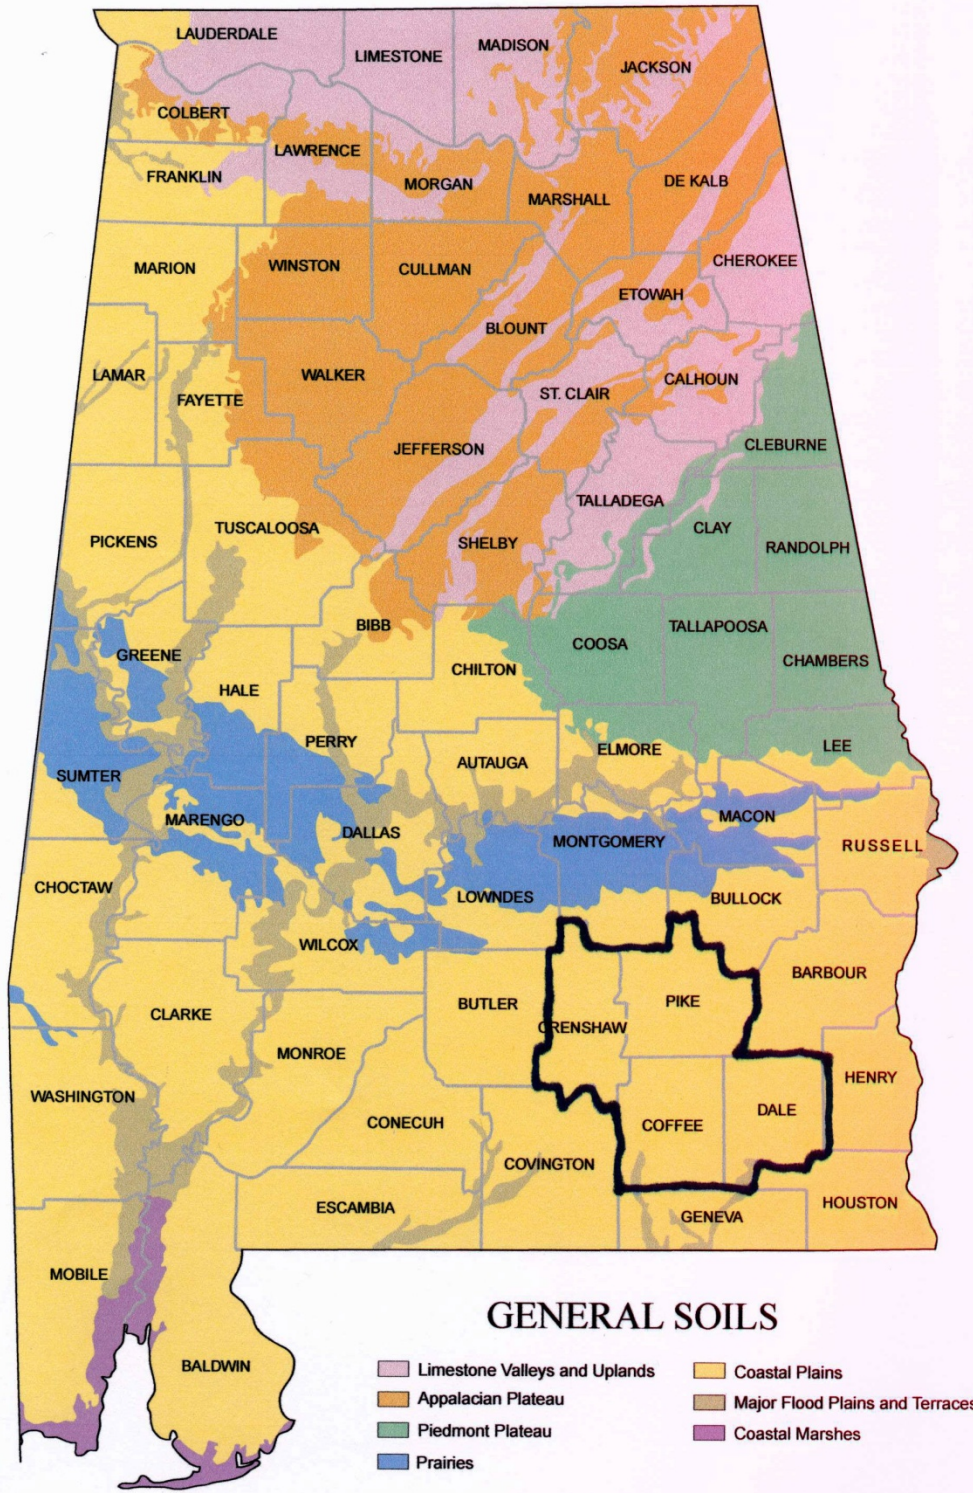 LAUDERDALE
LIMESTONE
MADISON
JACKSON
COLBERT
LAWRENCE
FRANKLIN
MORGAN
MARSHALL
DE KALB
MARION
WINSTON
CULLMAN
CHEROKEE
ETOWAH
BLOUNT
LAMAR
WALKER
FAYETTE
ST. CLAIR
CALHOUN
JEFFERSON
CLEBURNE
TALLADEGA
PICKENS
TUSCALOOSA
SHELBY
CLAY
RANDOLPH
BIBB
GREENE
COOSA
TALLAPOOSA
CHAMBERS
HALE
CHILTON
PERRY
ELMORE
LEE
SUMTER
AUTAUGA
MARENGO
DALLAS
MONTGOMERY
MACON
RUSSELL
CHOCTAW
LOWNDES
BULLOCK
WILCOX
BARBOUR
CLARKE
BUTLER
CRENSHAW
PIKE
MONROE
WASHINGTON
CONECUH
COFFEE
DALE
HENRY
COVINGTON
ESCAMBIA
GENEVA
HOUSTON
MOBILE
BALDWIN
GENERAL SOILS
Limestone Valleys and Uplands
Appalacian Plateau
Piedmont Plateau
Prairies
Coastal Plains
Major Flood Plains and Terraces
Coastal Marshes